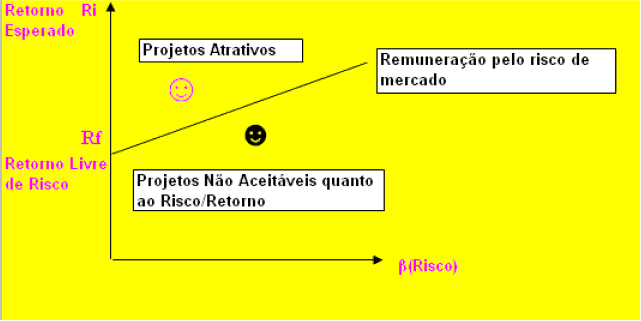 Retorno Ri
Esperado
Projetos Atrativos
Remuneração pelo risco de
mercado
Rf
Retorno Livre
de Risco
Projetos Não Aceitáveis quanto
ao Risco/Retorno
β(Risco)